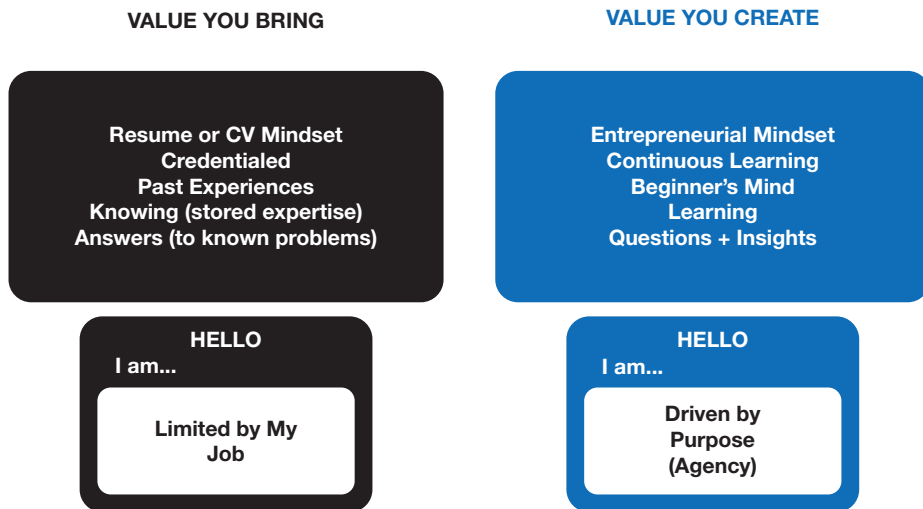 VALUE YOU BRING
Resume or CV Mindset
Credentialed
Past Experiences
Knowing (stored expertise)
Answers (to known problems)
HELLO
I am...
Limited by My
Job
VALUE YOU CREATE
Entrepreneurial Mindset
Continuous Learning
Beginner’s Mind
Learning
Questions + Insights
HELLO
I am...
Driven by
Purpose
(Agency)